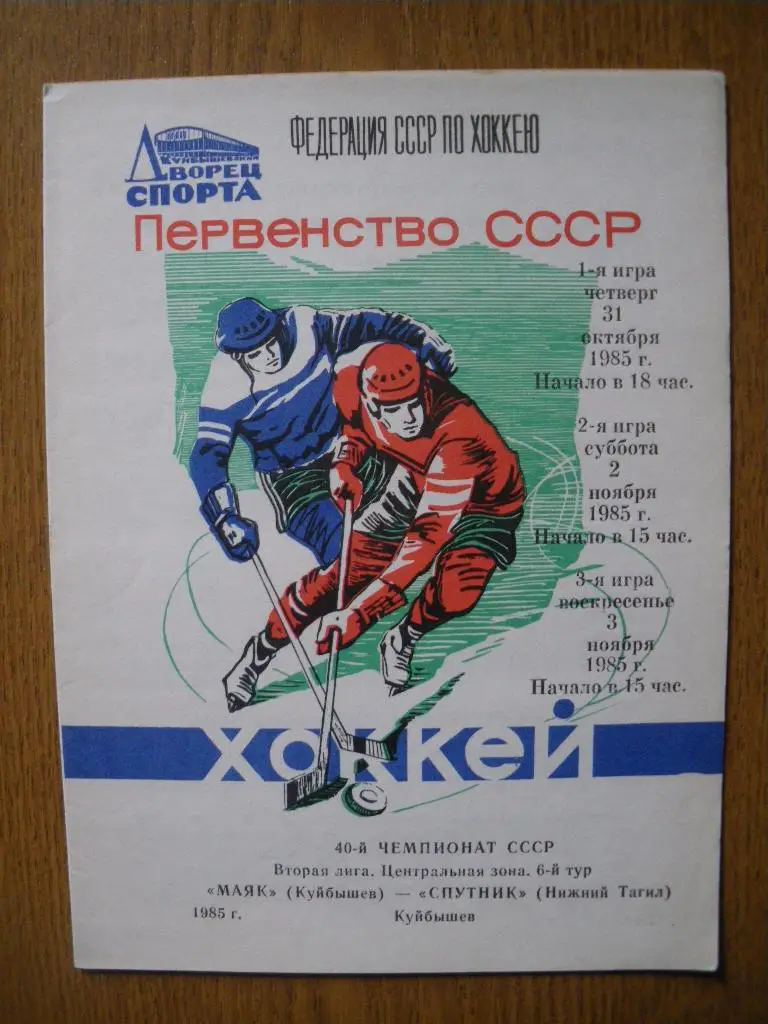 КУЙБЫШЕВСКИЙ
ДВОРЕЦ
СПОРТА
ФЕДЕРАЦИЯ СССР ПО ХОККЕЮ
ПЕРВЕНСТВО СССР
1-я игра
четверг
31
октября
1985 г.
Начало в 18 час.
2-я игра
суббота
2
ноября
1985 г.
Начало в 15 час.
3-я игра
воскресенье
3
ноября
1985 г.
Начало в 15 час.
хоккей
40-й ЧЕМПИОНАТ СССР
Вторая лига. Центральная зона. 6-й тур
«МАЯК» (Куйбышев) — «СПУТНИК» (Нижний Тагил)
1985 г. Куйбышев